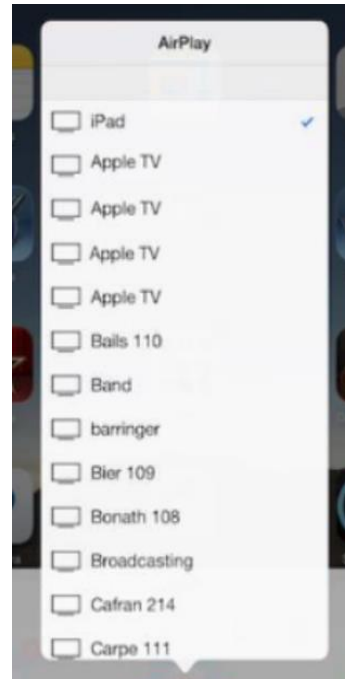 AirPlay
iPad
Apple TV
Apple TV
Apple TV
Apple TV
Bails 110
Band
barringer
Bier 109
Bonath 108
Broadcasting
Cafran 214
Carpe 111